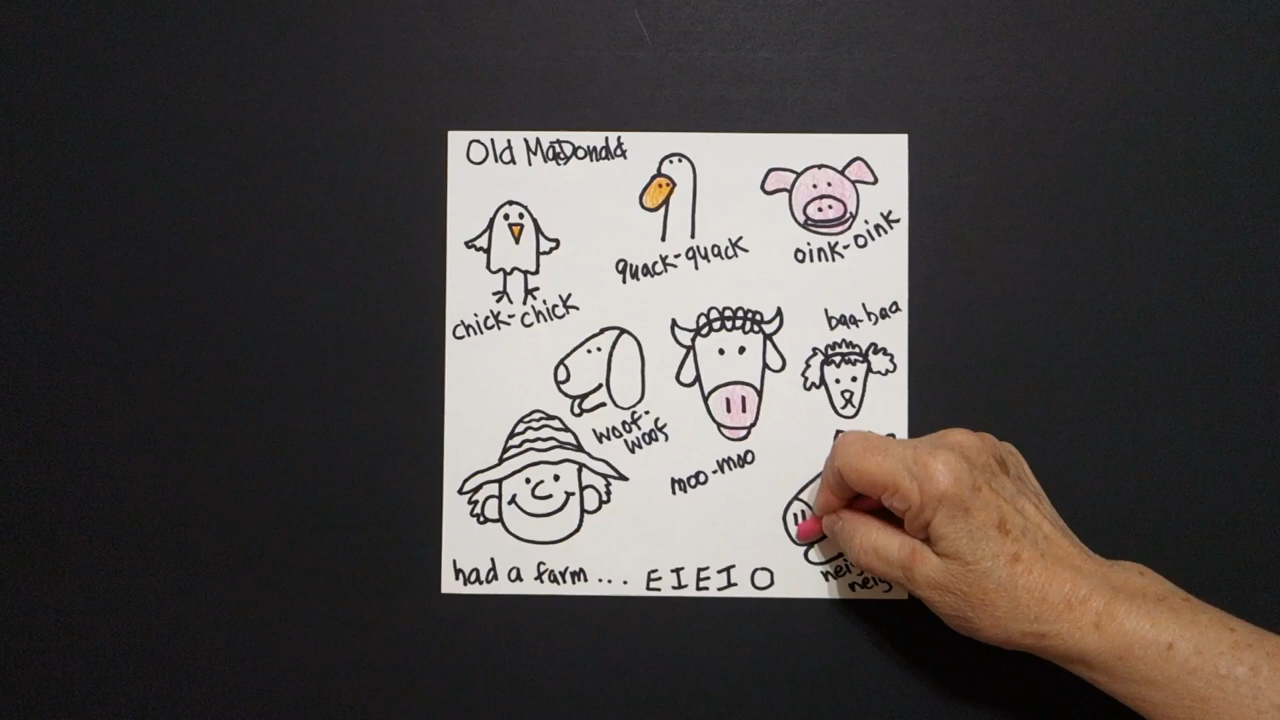 Old MacDonald
quack-quack
oink-oink
chick-chick
baa-baa
woof-
woof
moo-moo
had a farm... EIEIO